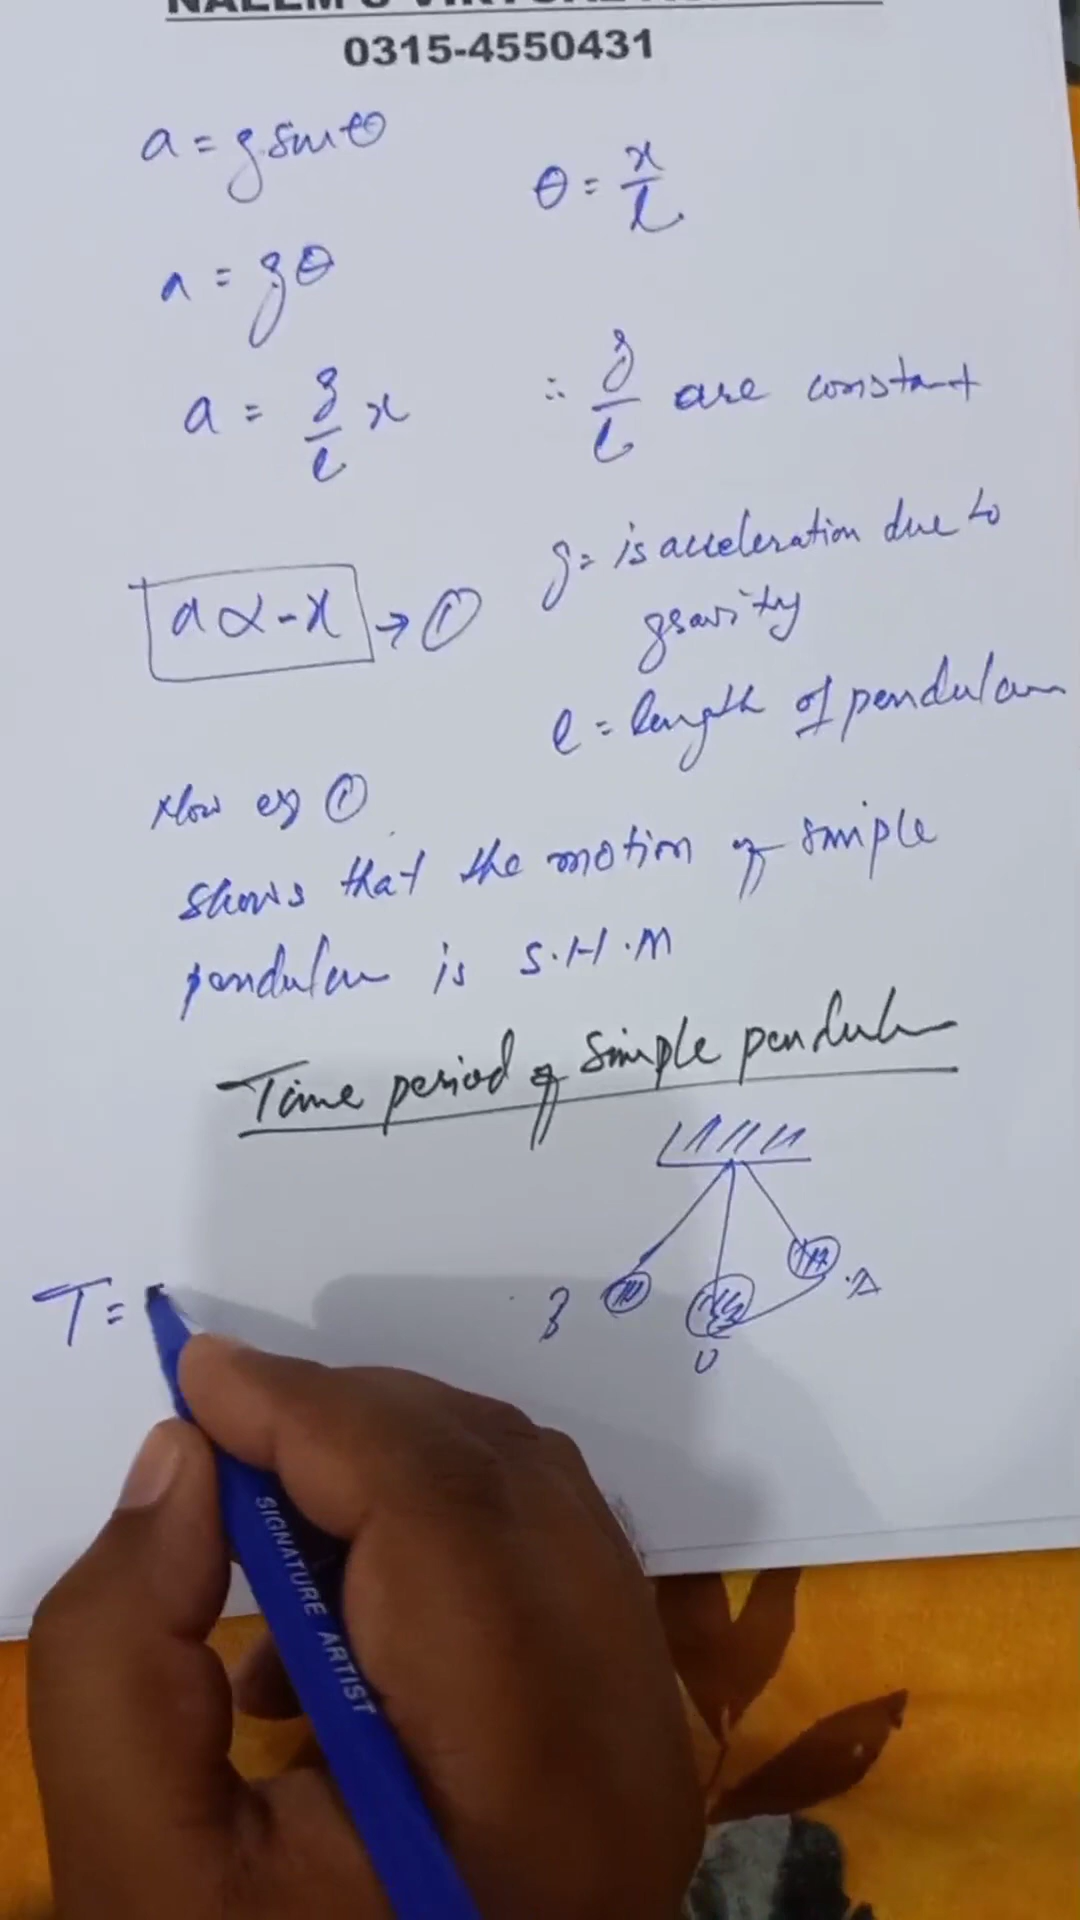 0315-4550431
a = g sin θ
θ = x/l
a = gθ
a = g/l x
∴ g/l are constant
g = is acceleration due to
gravity
l = length of pendulum
a ∝ -x → ①
Now eq ①
shows that the motion of simple
pendulum is S.H.M
Time period of simple pendulum
T =
B
O
A
SIGNATURE ARTIST